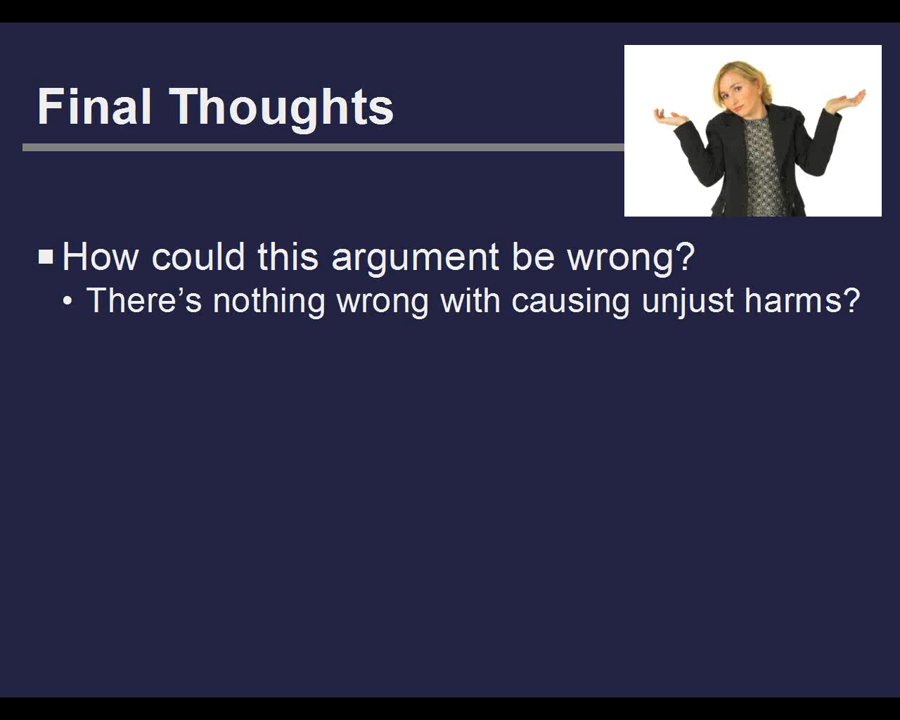 Final Thoughts
How could this argument be wrong?
• There’s nothing wrong with causing unjust harms?